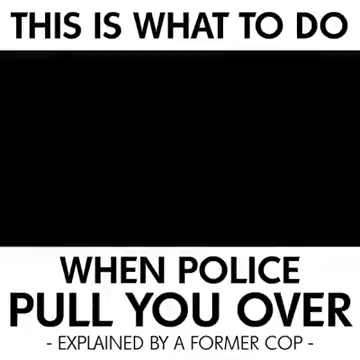 THIS IS WHAT TO DO
WHEN POLICE
PULL YOU OVER
- EXPLAINED BY A FORMER COP -